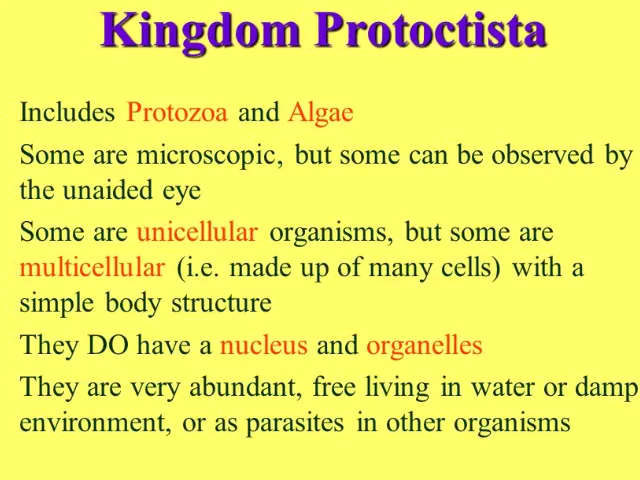 Kingdom Protoctista
Includes Protozoa and Algae
Some are microscopic, but some can be observed by
the unaided eye
Some are unicellular organisms, but some are
multicellular (i.e. made up of many cells) with a
simple body structure
They DO have a nucleus and organelles
They are very abundant, free living in water or damp
environment, or as parasites in other organisms